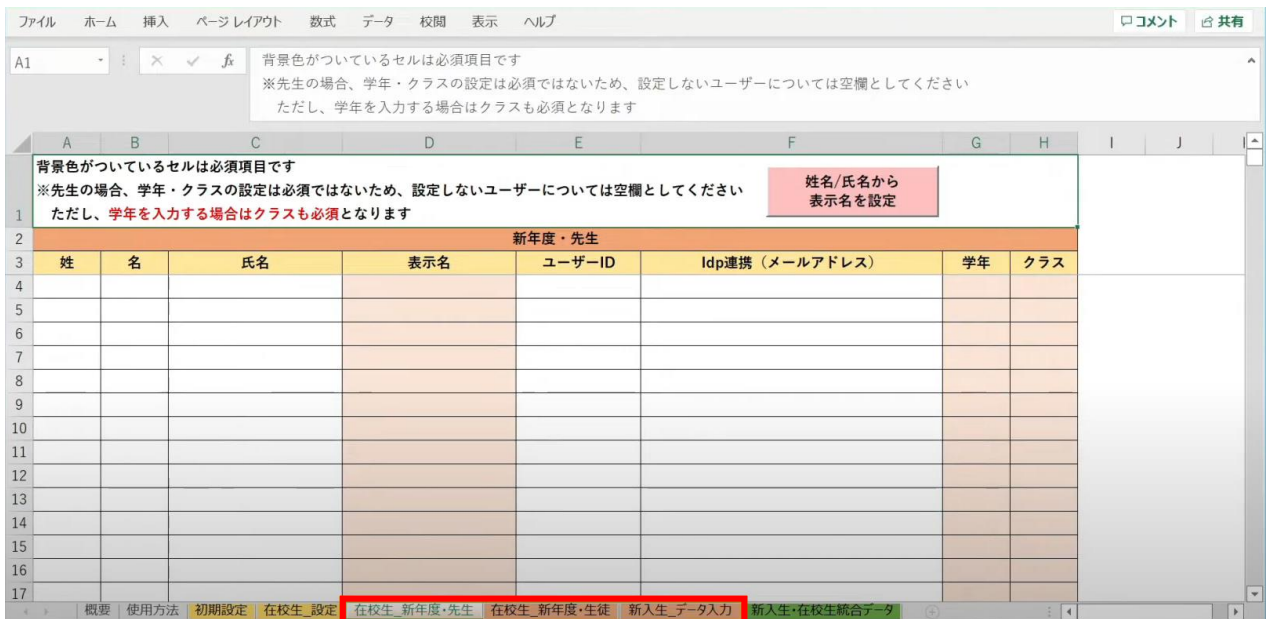 ファイル ホーム 挿入 ページ レイアウト 数式 データ 校閲 表示 ヘルプ コメント 共有
A1 fx 背景色がついているセルは必須項目です
※先生の場合、学年・クラスの設定は必須ではないため、設定しないユーザーについては空欄としてください
ただし、学年を入力する場合はクラスも必須となります
A B C D E F G H I J
背景色がついているセルは必須項目です
※先生の場合、学年・クラスの設定は必須ではないため、設定しないユーザーについては空欄としてください
ただし、学年を入力する場合はクラスも必須となります
姓名/氏名から
表示名を設定
1
2 新年度・先生
3 姓 名 氏名 表示名 ユーザーID Idp連携（メールアドレス） 学年 クラス
4
5
6
7
8
9
10
11
12
13
14
15
16
17
概要 使用方法 初期設定 在校生_設定 在校生_新年度・先生 在校生_新年度・生徒 新入生_データ入力 新入生・在校生統合データ